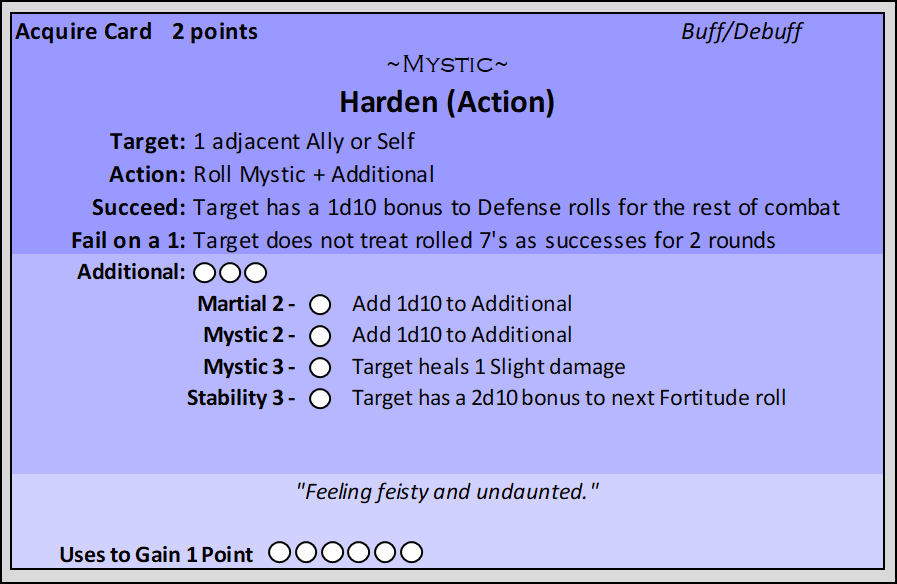 Acquire Card 2 points Buff/Debuff
~Mystic~
Harden (Action)
Target: 1 adjacent Ally or Self
Action: Roll Mystic + Additional
Succeed: Target has a 1d10 bonus to Defense rolls for the rest of combat
Fail on a 1: Target does not treat rolled 7's as successes for 2 rounds
Additional:
Martial 2 - Add 1d10 to Additional
Mystic 2 - Add 1d10 to Additional
Mystic 3 - Target heals 1 Slight damage
Stability 3 - Target has a 2d10 bonus to next Fortitude roll
"Feeling feisty and undaunted."
Uses to Gain 1 Point